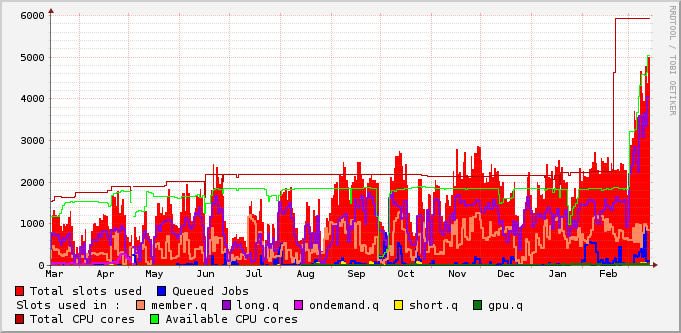 6000
5000
4000
3000
2000
1000
0
Mar Apr May Jun Jul Aug Sep Oct Nov Dec Jan Feb
RRDTOOL / TOBI OETIKER
Total slots used Queued Jobs
Slots used in : member.q long.q ondemand.q short.q gpu.q
Total CPU cores Available CPU cores